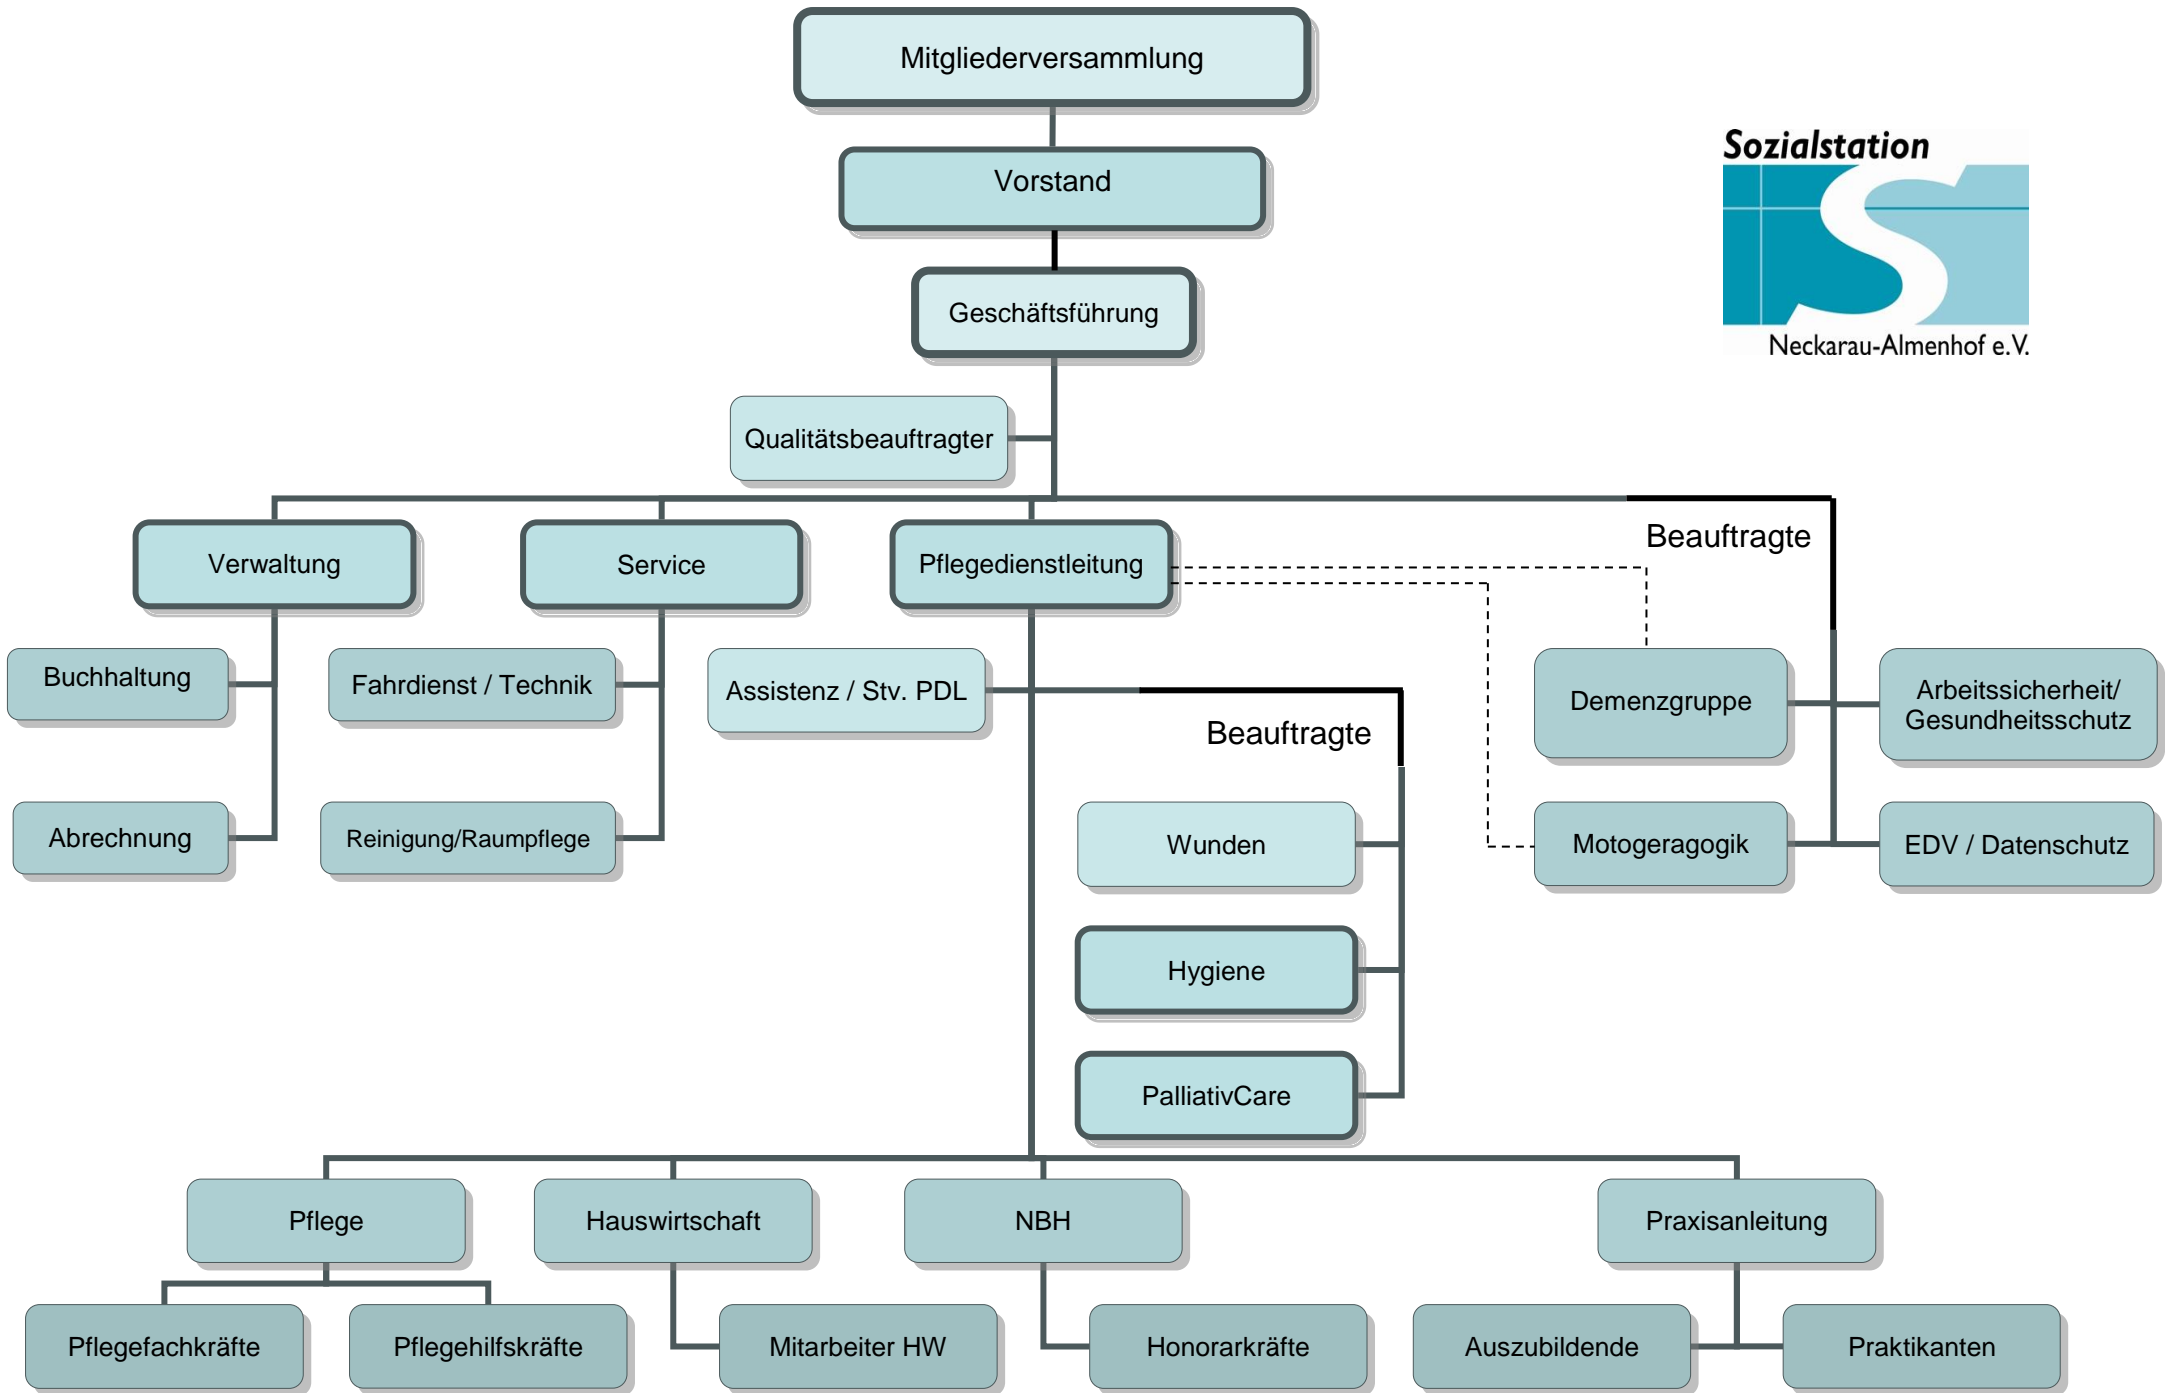 Mitgliederversammlung
Sozialstation
Vorstand
Geschäftsführung
Neckarau-Almenhof e.V.
Qualitätsbeauftragter
Beauftragte
Verwaltung
Service
Pflegedienstleitung
Buchhaltung
Fahrdienst / Technik
Assistenz / Stv. PDL
Demenzgruppe
Arbeitssicherheit/
Gesundheitsschutz
Beauftragte
Abrechnung
Reinigung/Raumpflege
Wunden
Motogeragogik
EDV / Datenschutz
Hygiene
PalliativCare
Pflege
Hauswirtschaft
NBH
Praxisanleitung
Pflegefachkräfte
Pflegehilfskräfte
Mitarbeiter HW
Honorarkräfte
Auszubildende
Praktikanten